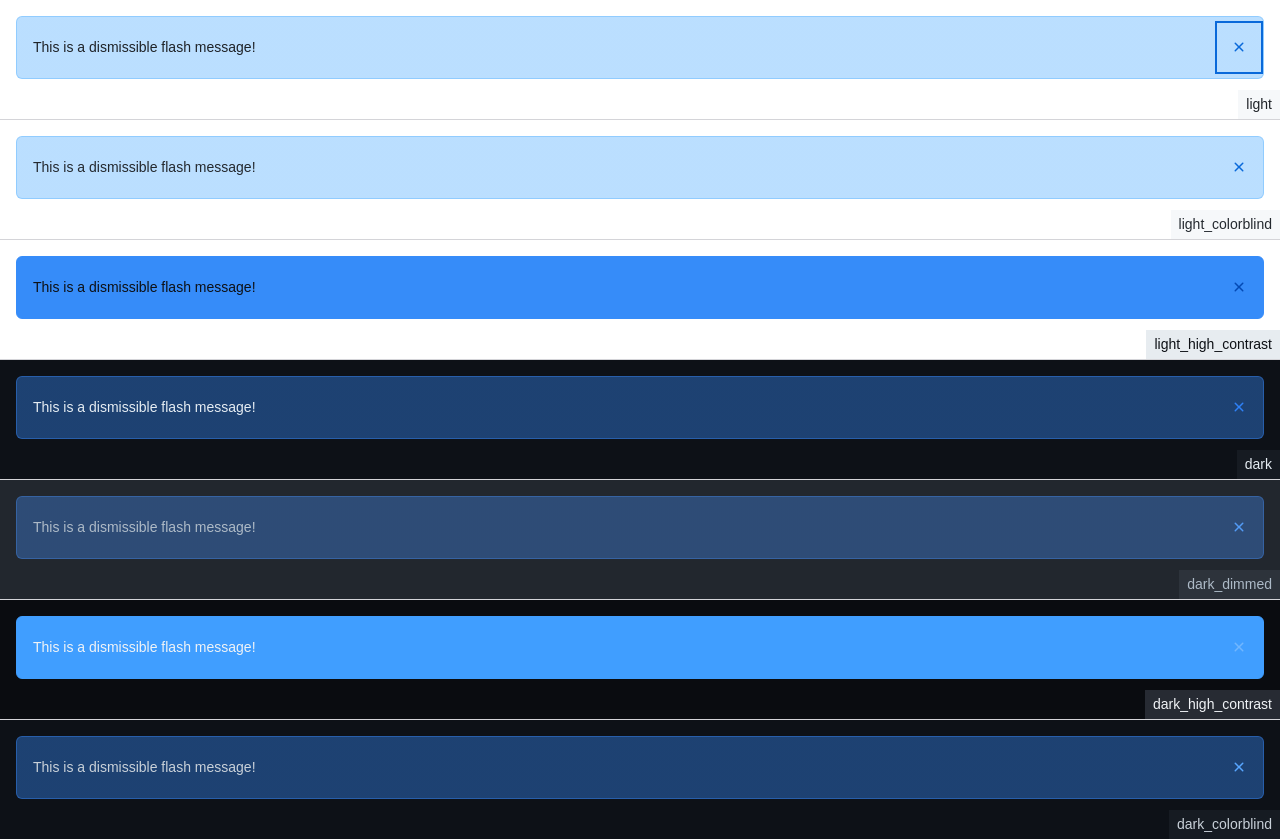 This is a dismissible flash message!
light
This is a dismissible flash message!
light_colorblind
This is a dismissible flash message!
light_high_contrast
This is a dismissible flash message!
dark
This is a dismissible flash message!
dark_dimmed
This is a dismissible flash message!
dark_high_contrast
This is a dismissible flash message!
dark_colorblind